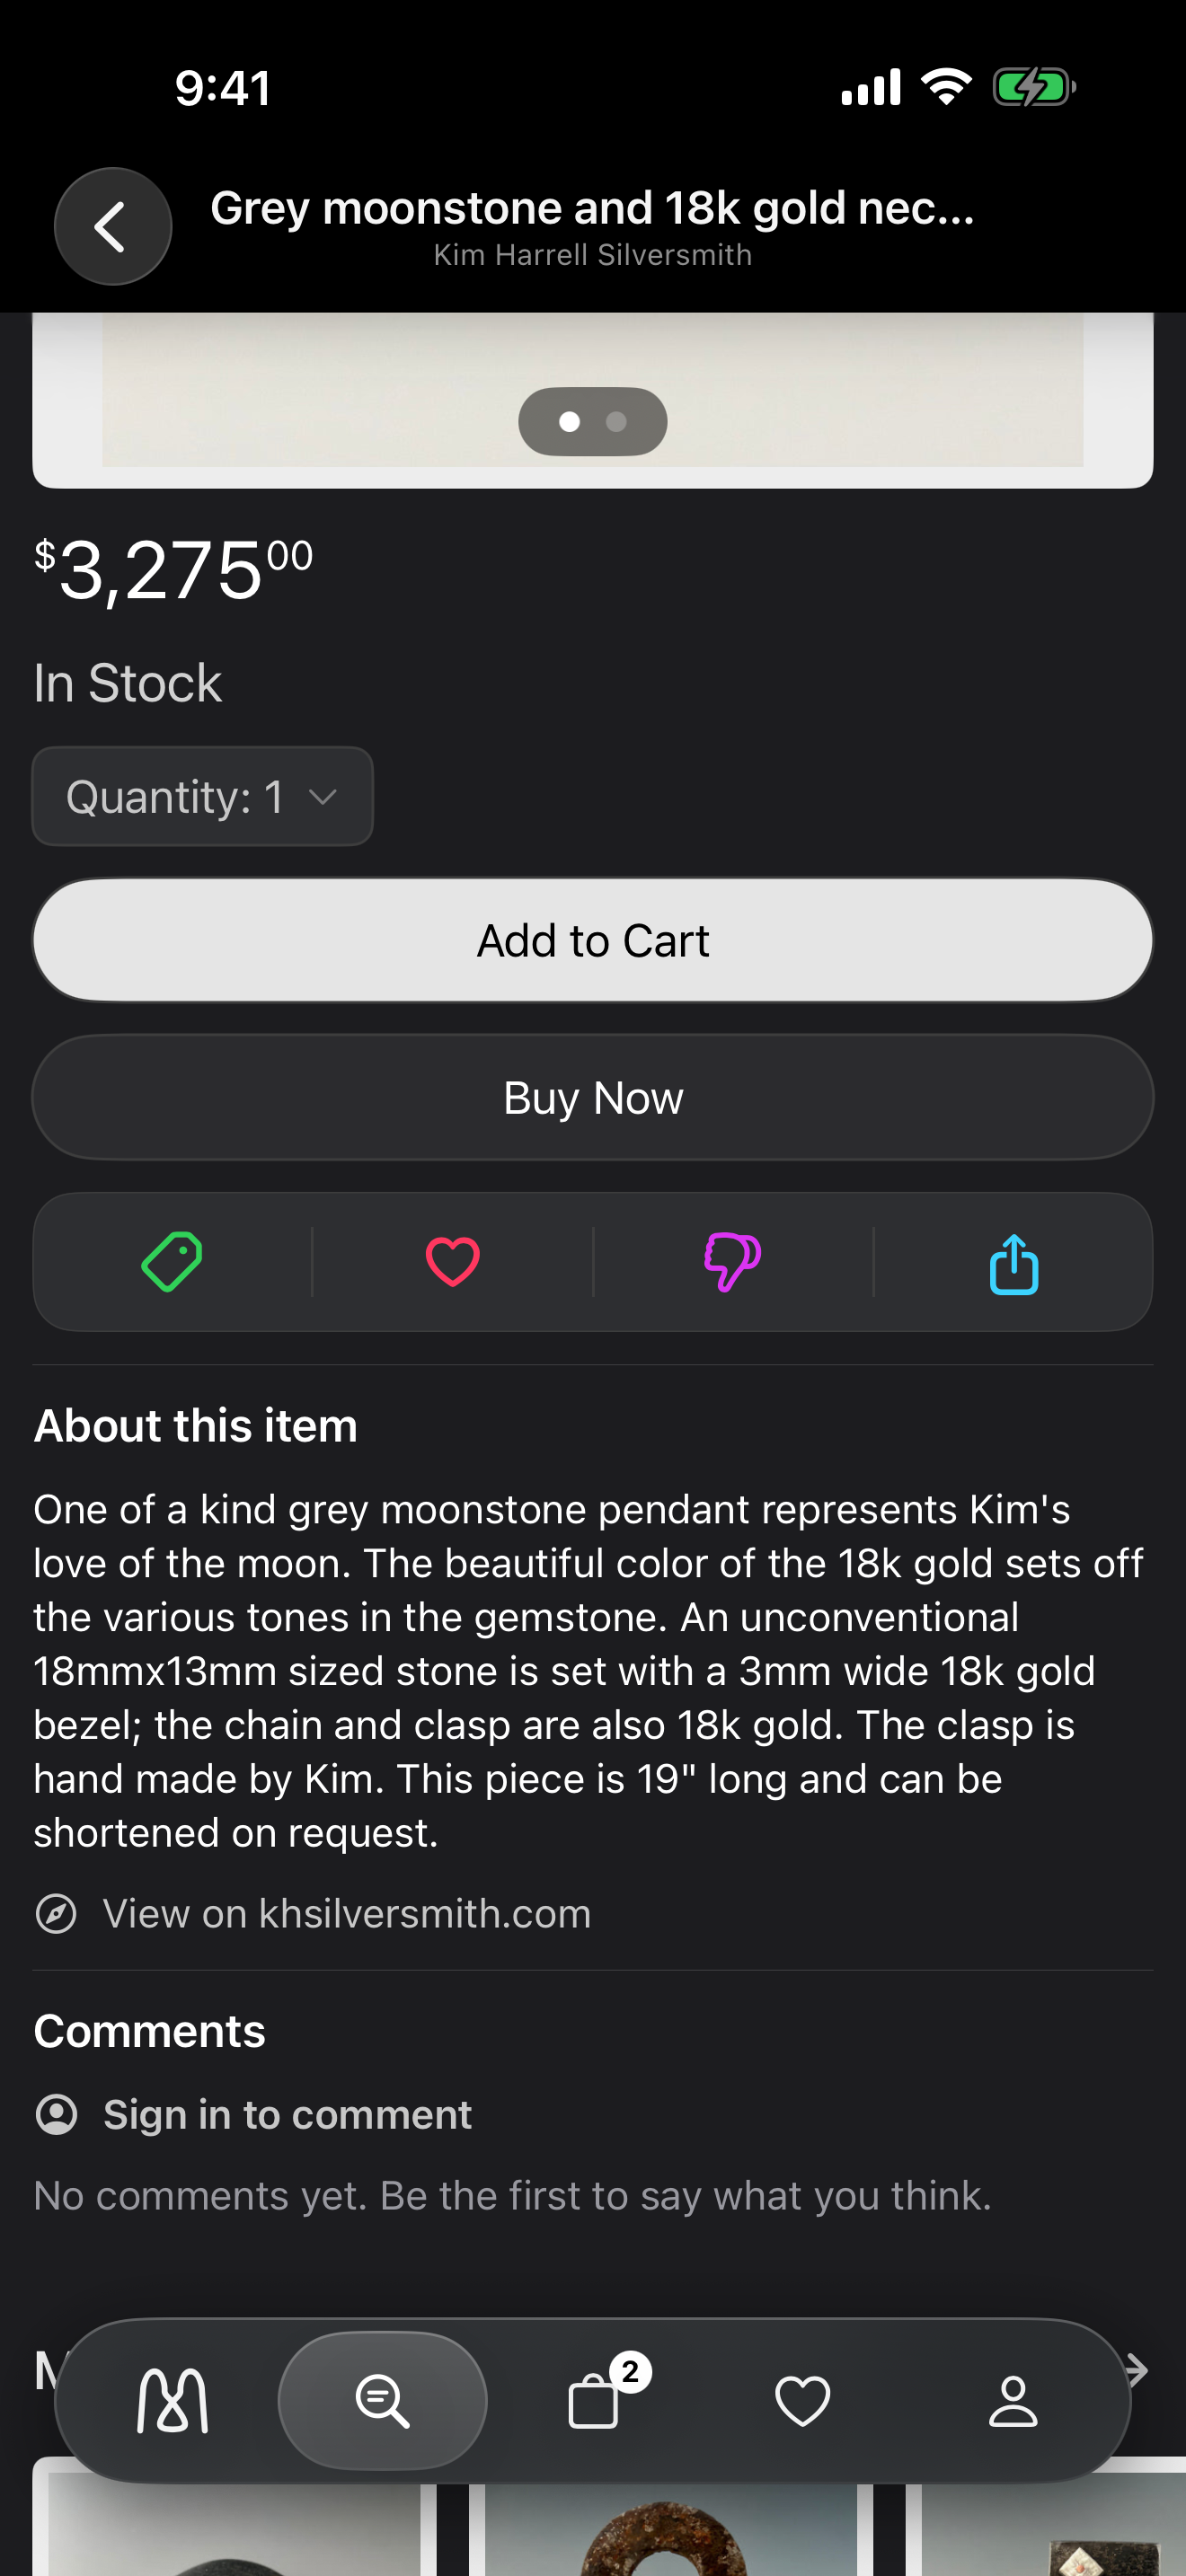 9:41
Grey moonstone and 18k gold nec...
Kim Harrell Silversmith
$3,27500
In Stock
Quantity: 1
Add to Cart
Buy Now
About this item
One of a kind grey moonstone pendant represents Kim's
love of the moon. The beautiful color of the 18k gold sets off
the various tones in the gemstone. An unconventional
18mmx13mm sized stone is set with a 3mm wide 18k gold
bezel; the chain and clasp are also 18k gold. The clasp is
hand made by Kim. This piece is 19" long and can be
shortened on request.
View on khsilversmith.com
Comments
Sign in to comment
No comments yet. Be the first to say what you think.
2